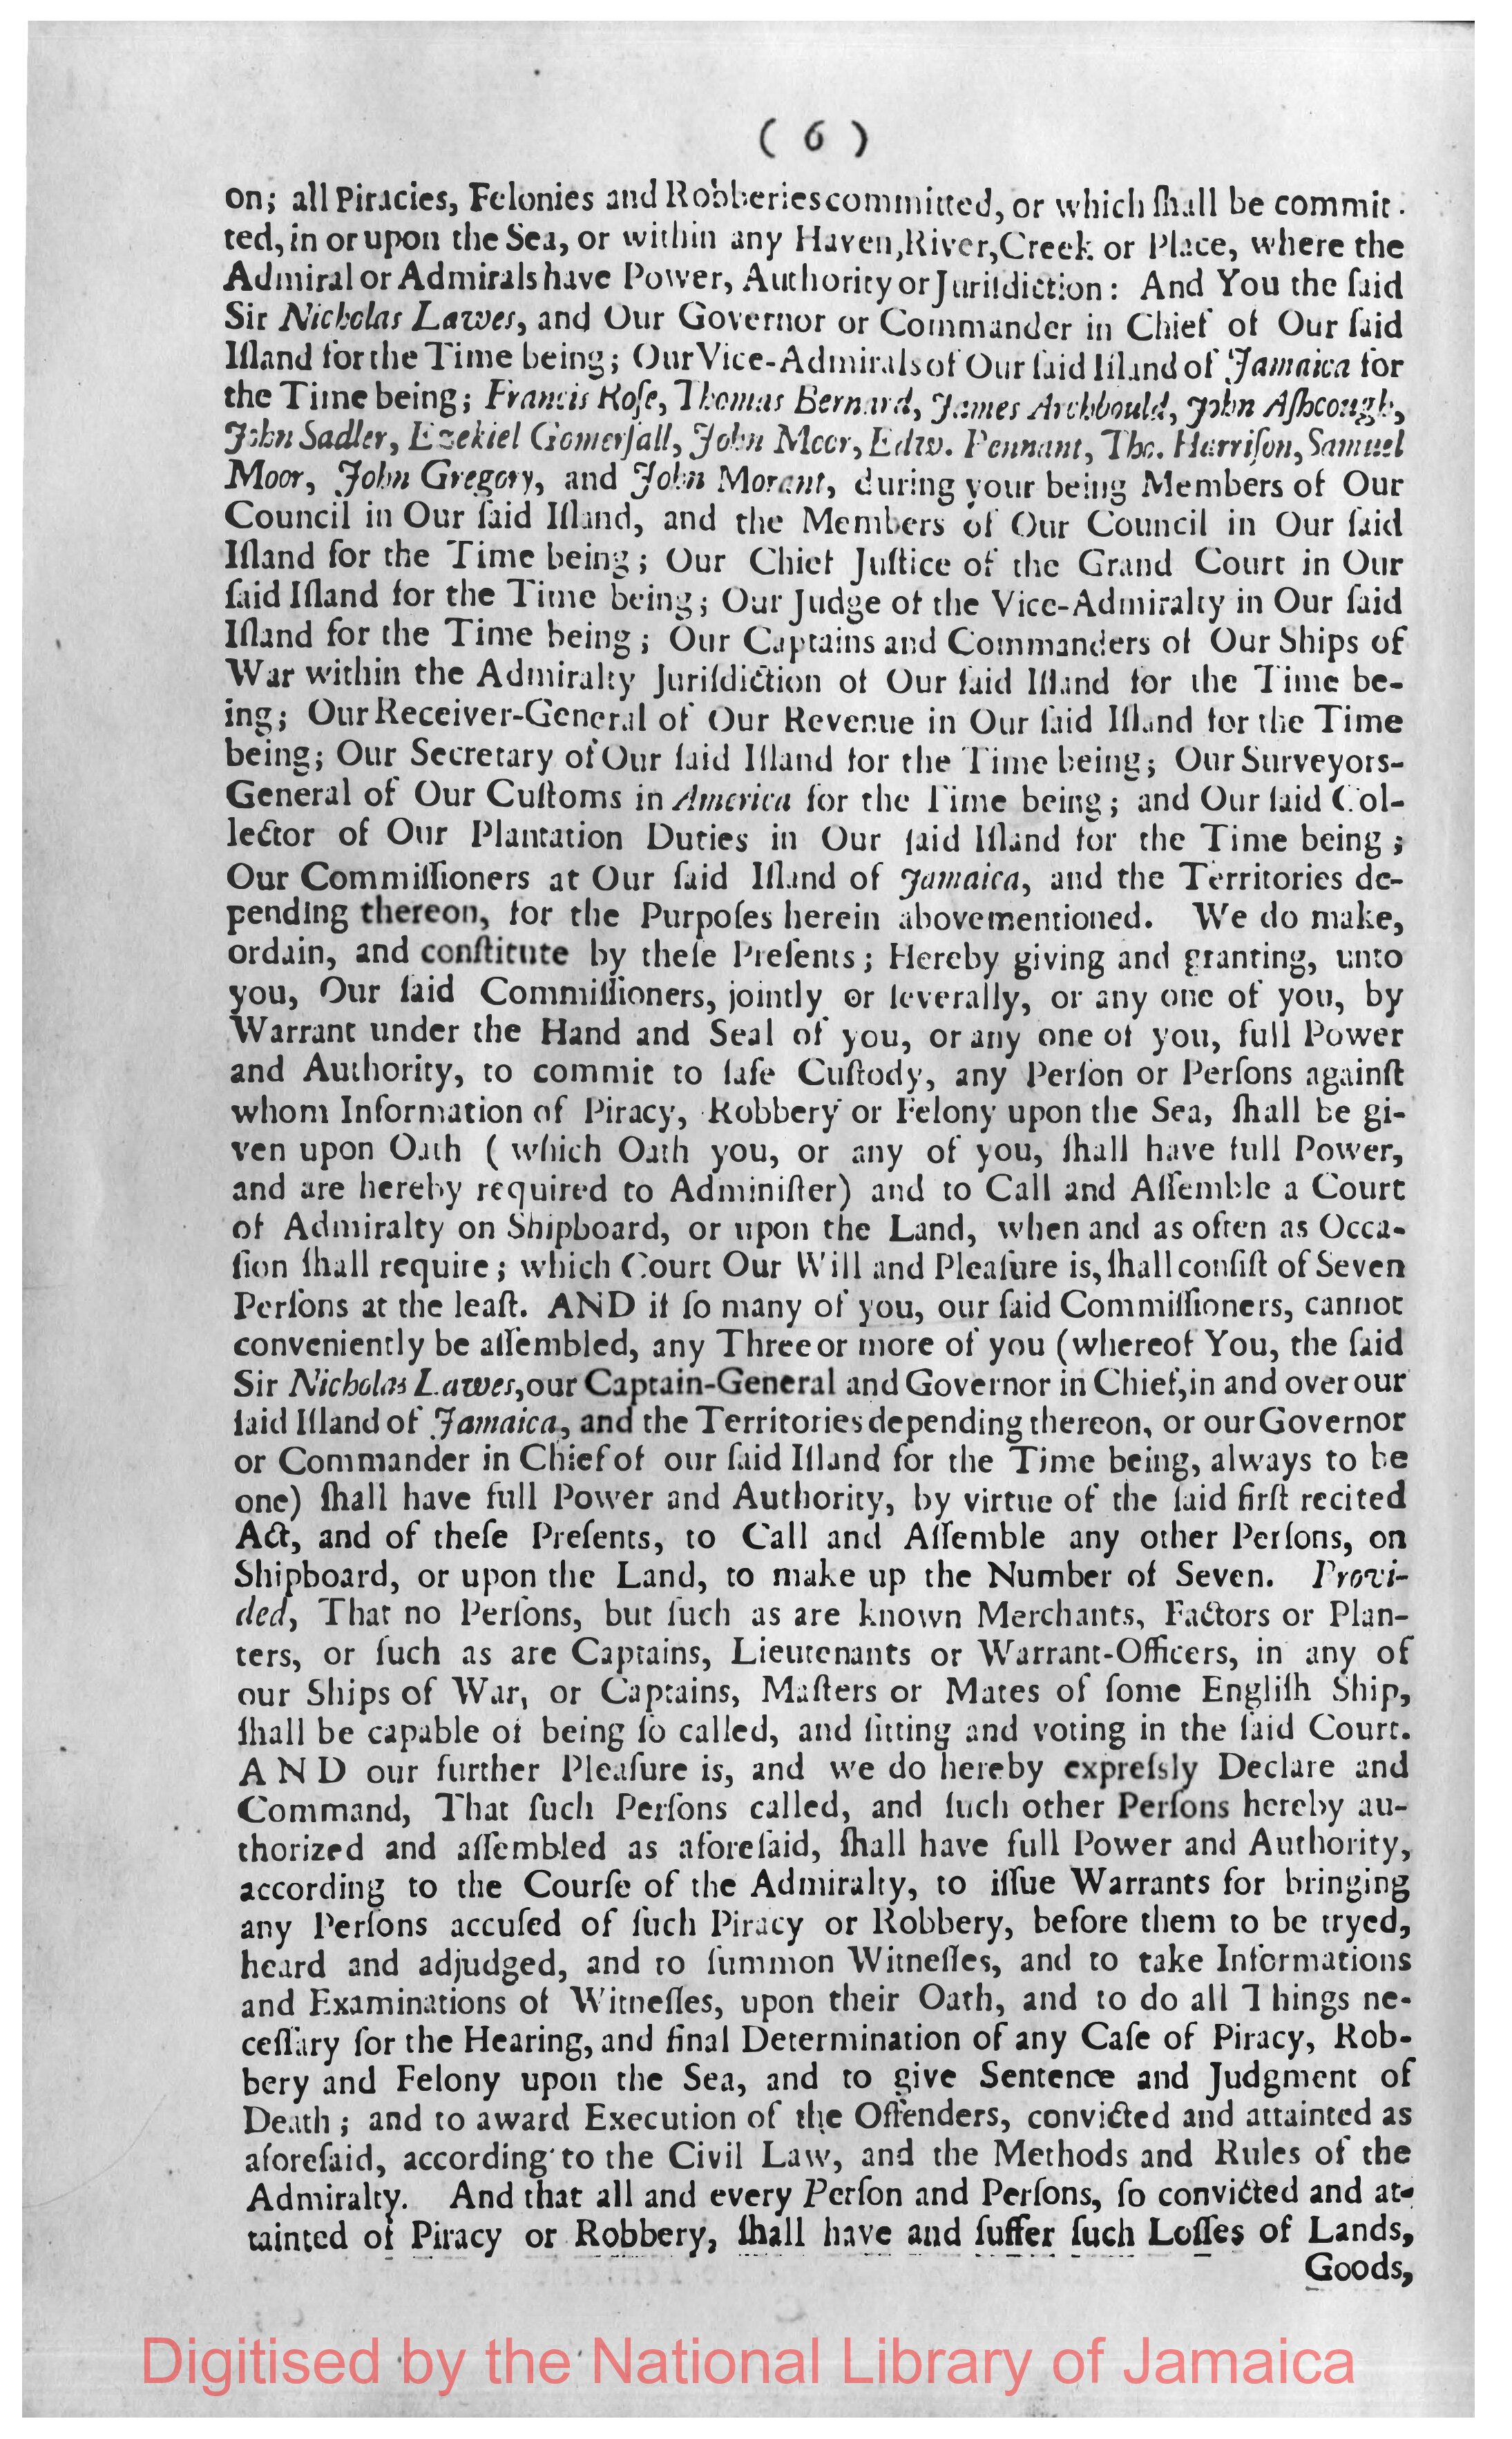 ( 6 )
on; all Piracies, Felonies and Robberies committed, or which ſhall be commit-
ted, in or upon the Sea, or within any Haven, River, Creek or Place, where the
Admiral or Admirals have Power, Authority or Juriſdiction: And You the ſaid
Sir Nicholas Lawes, and Our Governor or Commander in Chief of Our ſaid
Iſland for the Time being; Our Vice-Admirals of Our ſaid Iſland of Jamaica for
the Time being; Francis Roſe, Thomas Bernard, James Archbould, John Aſhcough,
John Sadler, Ezekiel Gomerſall, John Moor, Edw. Pennant, Tho. Harriſon, Samuel
Moor, John Gregory, and John Morant, during your being Members of Our
Council in Our ſaid Iſland, and the Members of Our Council in Our ſaid
Iſland for the Time being; Our Chief Juſtice of the Grand Court in Our
ſaid Iſland for the Time being; Our Judge of the Vice-Admiralty in Our ſaid
Iſland for the Time being; Our Captains and Commanders of Our Ships of
War within the Admiralty Juriſdiction of Our ſaid Iſland for the Time be-
ing; Our Receiver-General of Our Revenue in Our ſaid Iſland for the Time
being; Our Secretary of Our ſaid Iſland for the Time being; Our Surveyors-
General of Our Cuſtoms in America for the Time being; and Our ſaid Col-
lector of Our Plantation Duties in Our ſaid Iſland for the Time being;
Our Commiſſioners at Our ſaid Iſland of Jamaica, and the Territories de-
pending thereon, for the Purpoſes herein abovementioned. We do make,
ordain, and conſtitute by theſe Preſents; Hereby giving and granting, unto
you, Our ſaid Commiſſioners, jointly or ſeverally, or any one of you, by
Warrant under the Hand and Seal of you, or any one of you, full Power
and Authority, to commit to ſafe Cuſtody, any Perſon or Perſons againſt
whom Information of Piracy, Robbery or Felony upon the Sea, ſhall be gi-
ven upon Oath ( which Oath you, or any of you, ſhall have full Power,
and are hereby required to Adminiſter) and to Call and Aſſemble a Court
of Admiralty on Shipboard, or upon the Land, when and as often as Occa-
ſion ſhall require; which Court Our Will and Pleaſure is, ſhall conſiſt of Seven
Perſons at the leaſt. AND if ſo many of you, our ſaid Commiſſioners, cannot
conveniently be aſſembled, any Three or more of you (whereof You, the ſaid
Sir Nicholas Lawes, our Captain-General and Governor in Chief, in and over our
ſaid Iſland of Jamaica, and the Territories depending thereon, or our Governor
or Commander in Chief of our ſaid Iſland for the Time being, always to be
one) ſhall have full Power and Authority, by virtue of the ſaid firſt recited
Act, and of theſe Preſents, to Call and Aſſemble any other Perſons, on
Shipboard, or upon the Land, to make up the Number of Seven. Provi-
ded, That no Perſons, but ſuch as are known Merchants, Factors or Plan-
ters, or ſuch as are Captains, Lieutenants or Warrant-Officers, in any of
our Ships of War, or Captains, Maſters or Mates of ſome Engliſh Ship,
ſhall be capable of being ſo called, and ſitting and voting in the ſaid Court.
AND our further Pleaſure is, and we do hereby expreſsly Declare and
Command, That ſuch Perſons called, and ſuch other Perſons hereby au-
thorized and aſſembled as aforeſaid, ſhall have full Power and Authority,
according to the Courſe of the Admiralty, to iſſue Warrants for bringing
any Perſons accuſed of ſuch Piracy or Robbery, before them to be tryed,
heard and adjudged, and to ſummon Witneſſes, and to take Informations
and Examinations of Witneſſes, upon their Oath, and to do all Things ne-
ceſſary for the Hearing, and final Determination of any Caſe of Piracy, Rob-
bery and Felony upon the Sea, and to give Sentence and Judgment of
Death; and to award Execution of the Offenders, convicted and attainted as
aforeſaid, according to the Civil Law, and the Methods and Rules of the
Admiralty. And that all and every Perſon and Perſons, ſo convicted and at-
tainted of Piracy or Robbery, ſhall have and ſuffer ſuch Loſſes of Lands,
Goods,
Digitised by the National Library of Jamaica